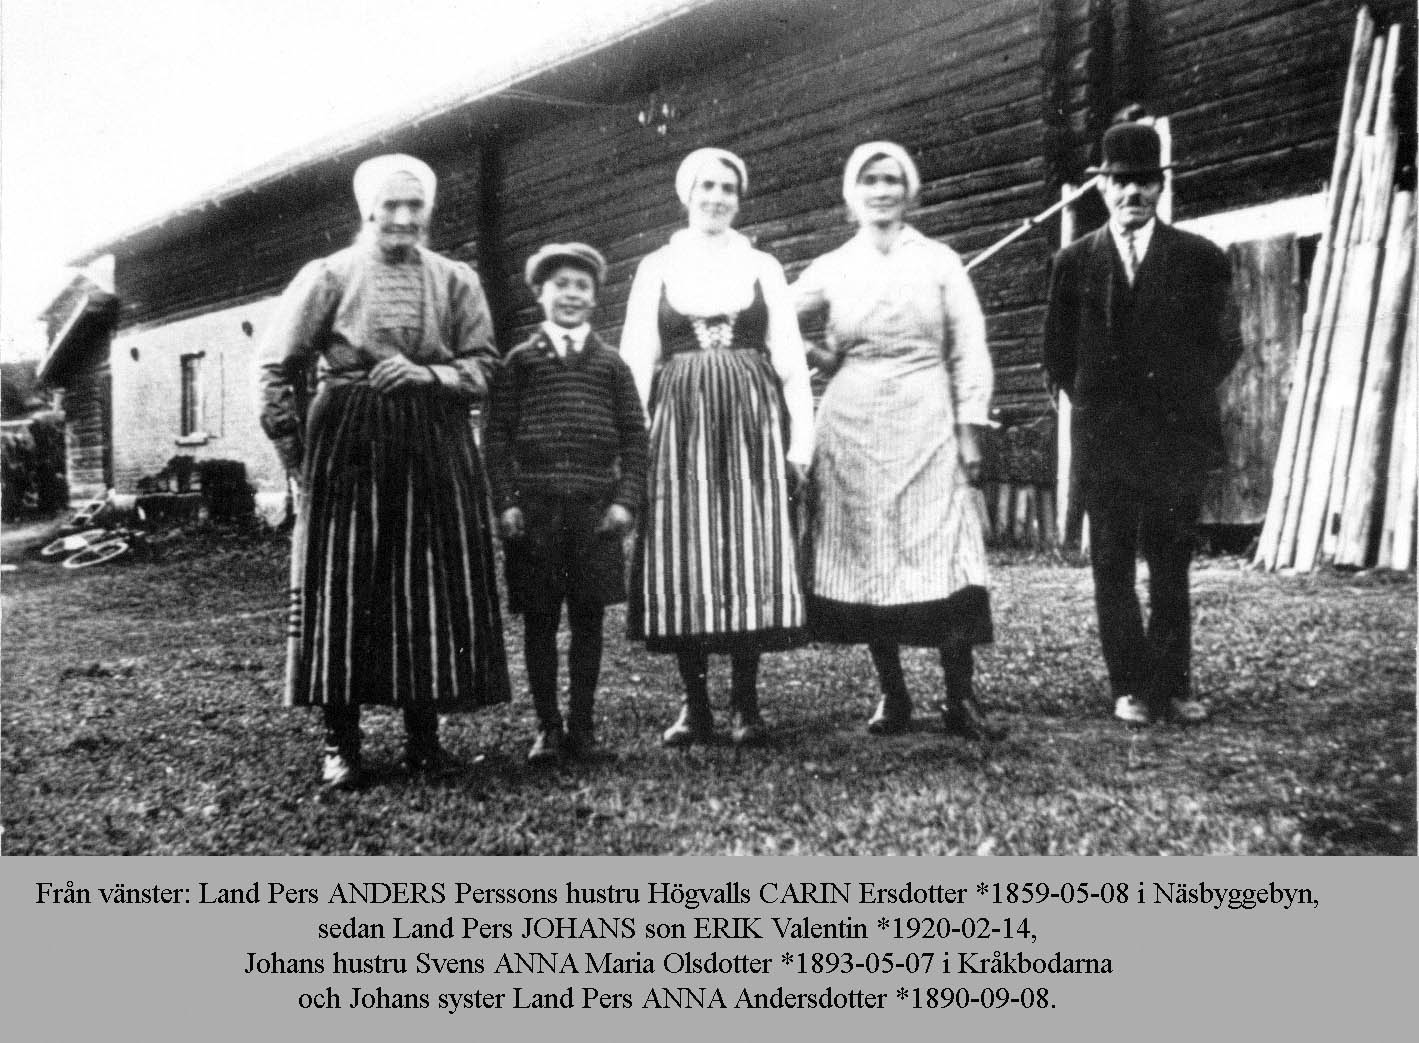 Från vänster: Land Pers ANDERS Perssons hustru Högvalls CARIN Ersdotter *1859-05-08 i Näsbyggebyn,
sedan Land Pers JOHANS son ERIK Valentin *1920-02-14,
Johans hustru Svens ANNA Maria Olsdotter *1893-05-07 i Kråkbodarna
och Johans syster Land Pers ANNA Andersdotter *1890-09-08.